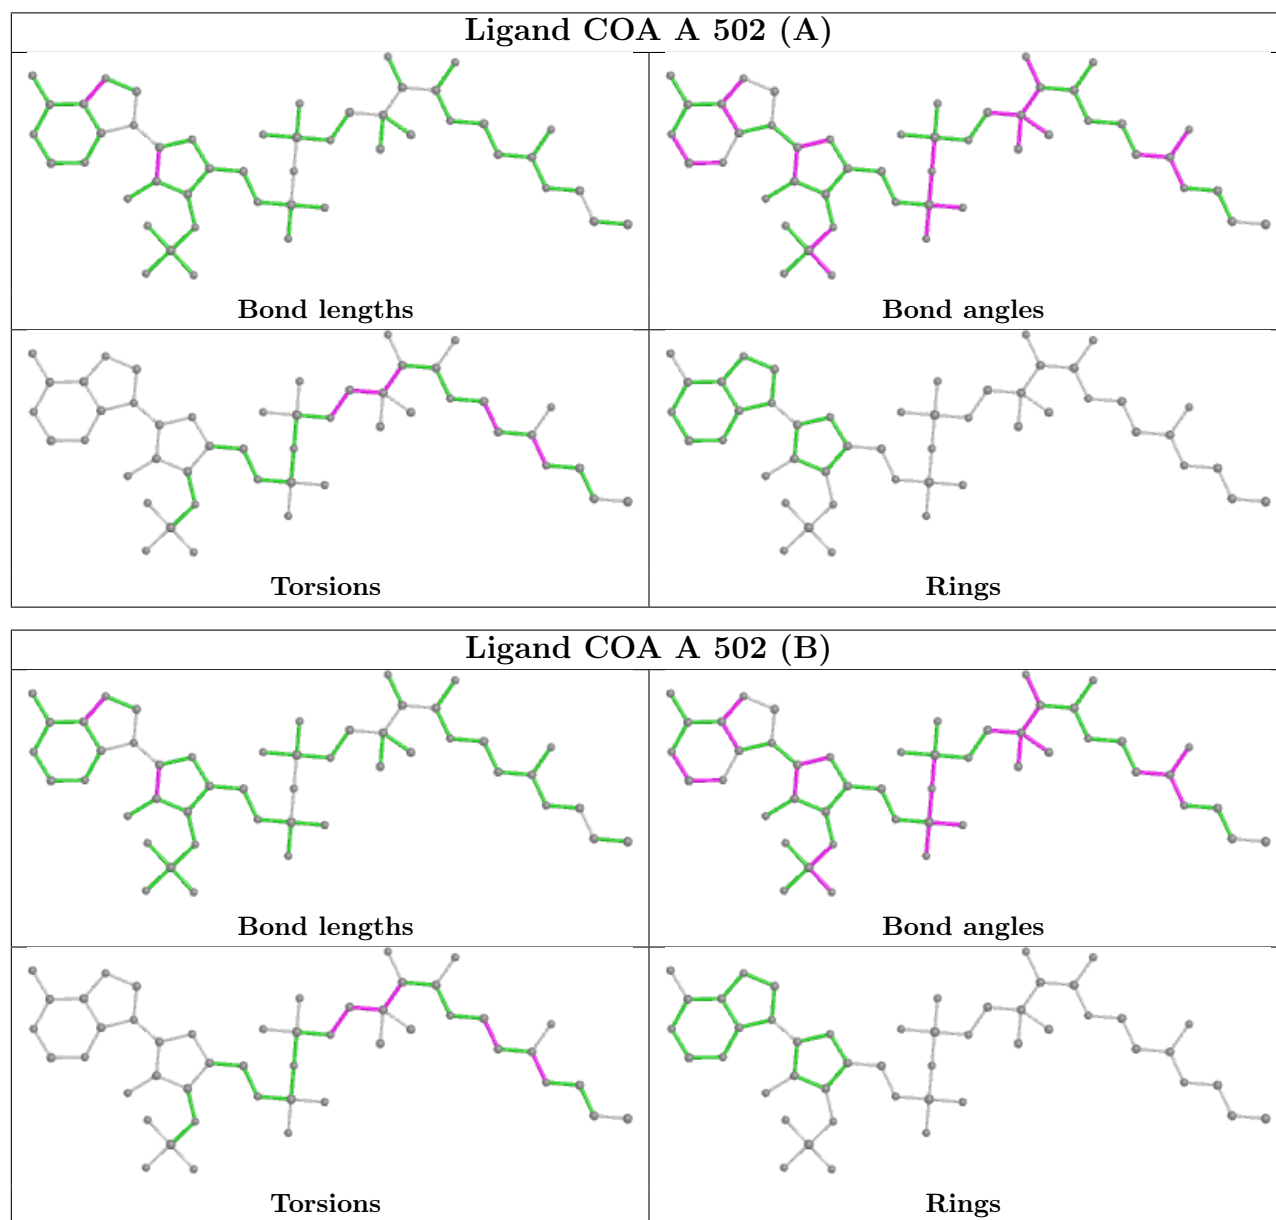 Ligand COA A 502 (A)
Bond lengths
Bond angles
Torsions
Rings
Ligand COA A 502 (B)
Bond lengths
Bond angles
Torsions
Rings